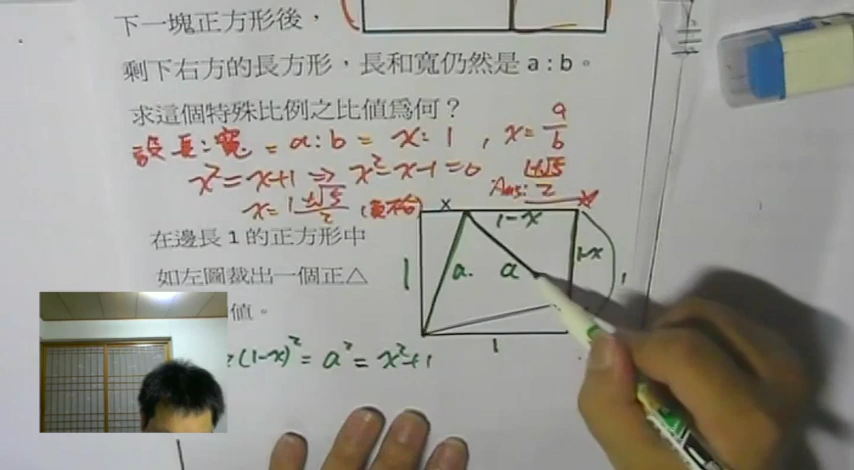 下一塊正方形後，
剩下右方的長方形，長和寬仍然是 a : b。
求這個特殊比例之比值為何？
設 長:寬 = a:b = x:1 , x = a/b
x²=x+1 ⇒ x²-x-1=0
x = 1±√5/2 (負不合)
Ans: 1+√5/2
在邊長 1 的正方形中
如左圖裁出一個正△
值。
(1-x)² = a² = x²+1
x
1-x
1-x
1
a.
a
1
1